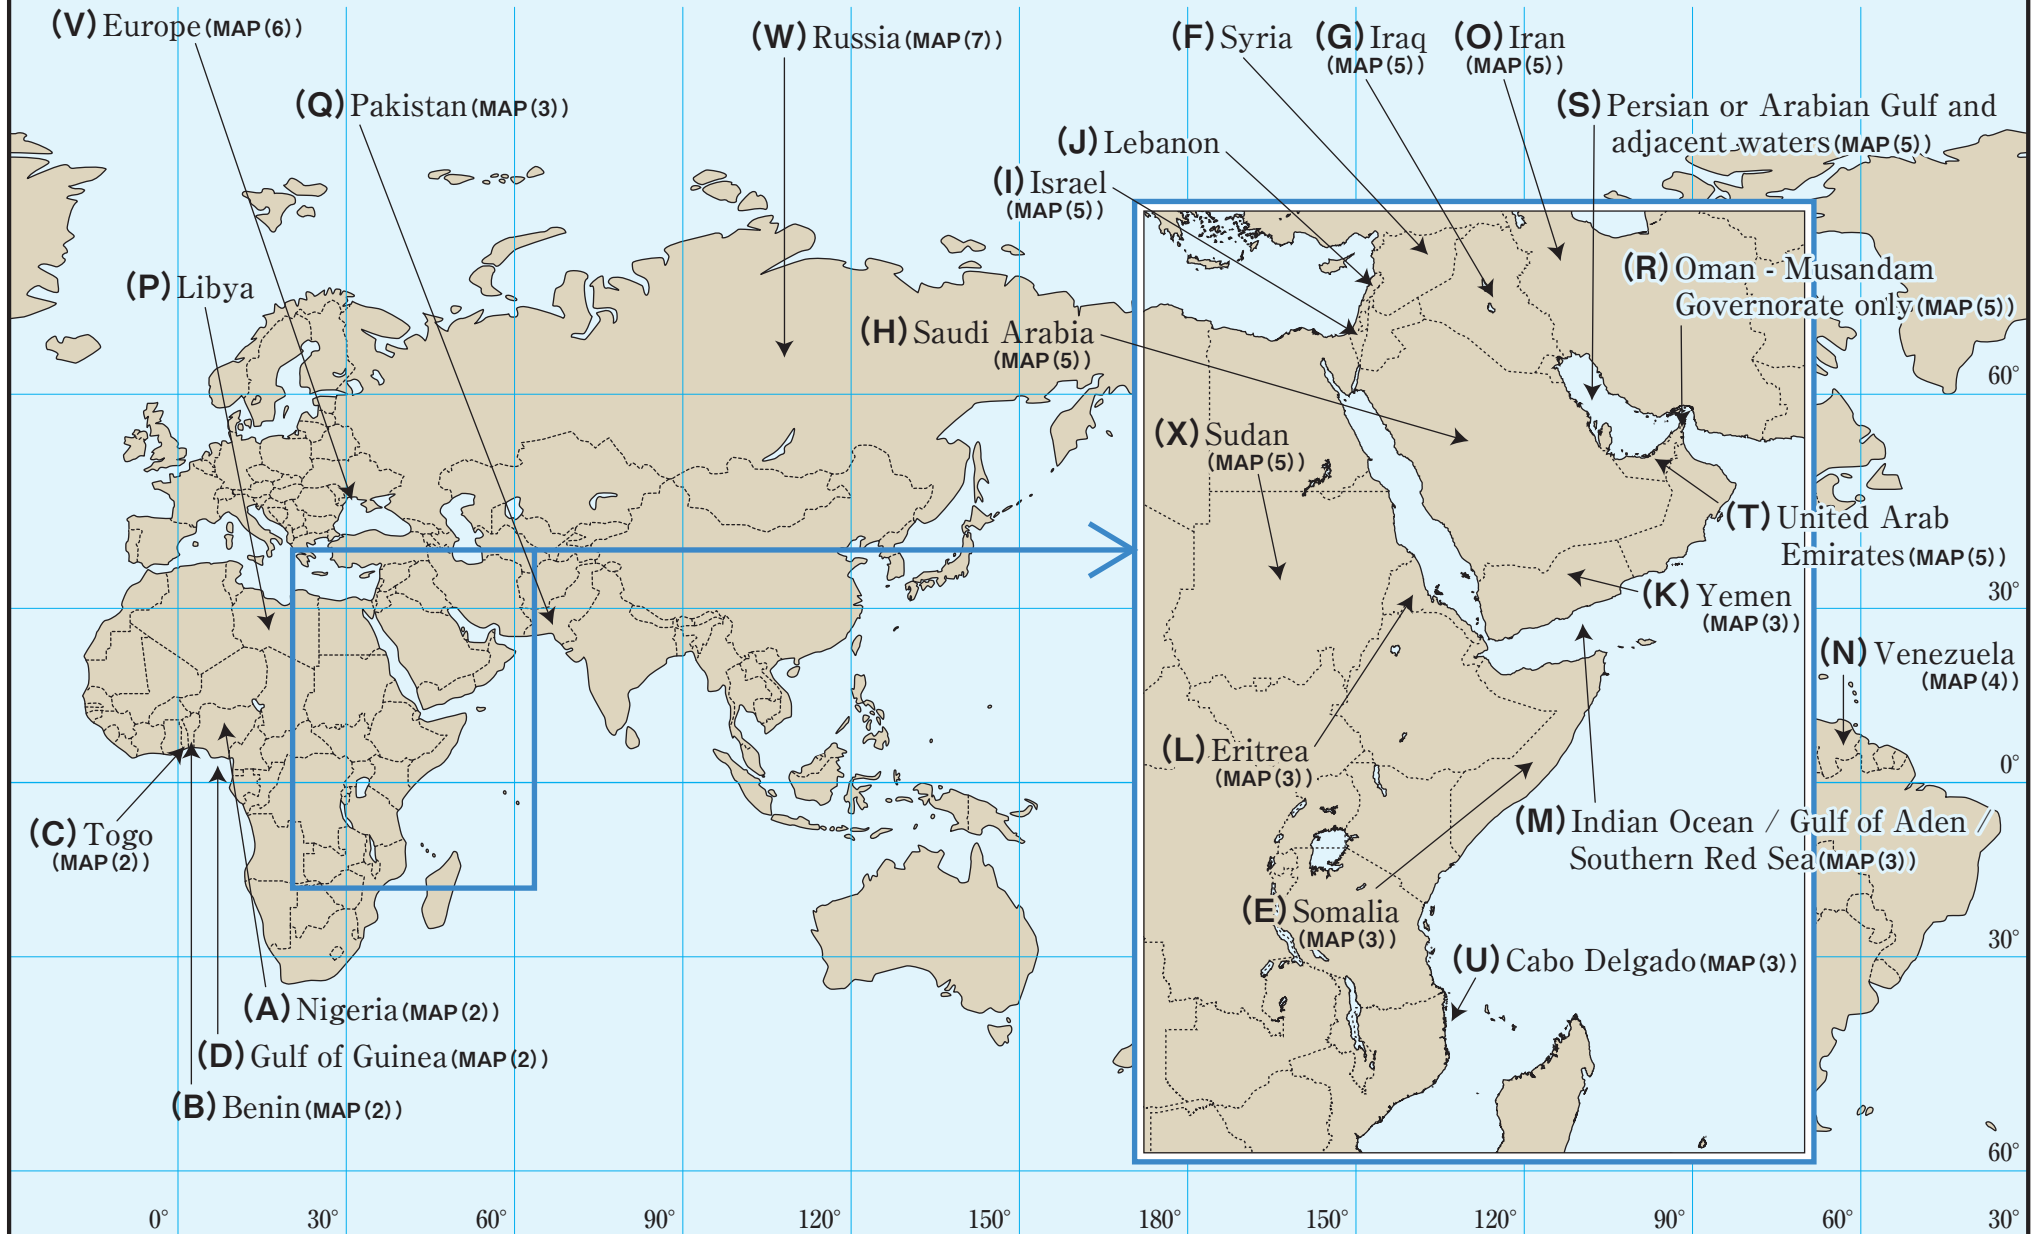 (V) Europe (MAP(6))
(W) Russia (MAP(7))
(F) Syria
(G) Iraq
(MAP(5))
(O) Iran
(MAP(5))
(Q) Pakistan (MAP(3))
(S) Persian or Arabian Gulf and
adjacent waters (MAP(5))
(J) Lebanon
(I) Israel
(MAP(5))
(P) Libya
(R) Oman - Musandam
Governorate only (MAP(5))
(H) Saudi Arabia
(MAP(5))
60°
(X) Sudan
(MAP(5))
(T) United Arab
Emirates (MAP(5))
30°
(K) Yemen
(MAP(3))
(N) Venezuela
(MAP(4))
(L) Eritrea
(MAP(3))
0°
(C) Togo
(MAP(2))
(M) Indian Ocean / Gulf of Aden /
Southern Red Sea (MAP(3))
(E) Somalia
(MAP(3))
30°
(U) Cabo Delgado (MAP(3))
(A) Nigeria (MAP(2))
(D) Gulf of Guinea (MAP(2))
(B) Benin (MAP(2))
60°
0° 30° 60° 90° 120° 150° 180° 150° 120° 90° 60° 30°